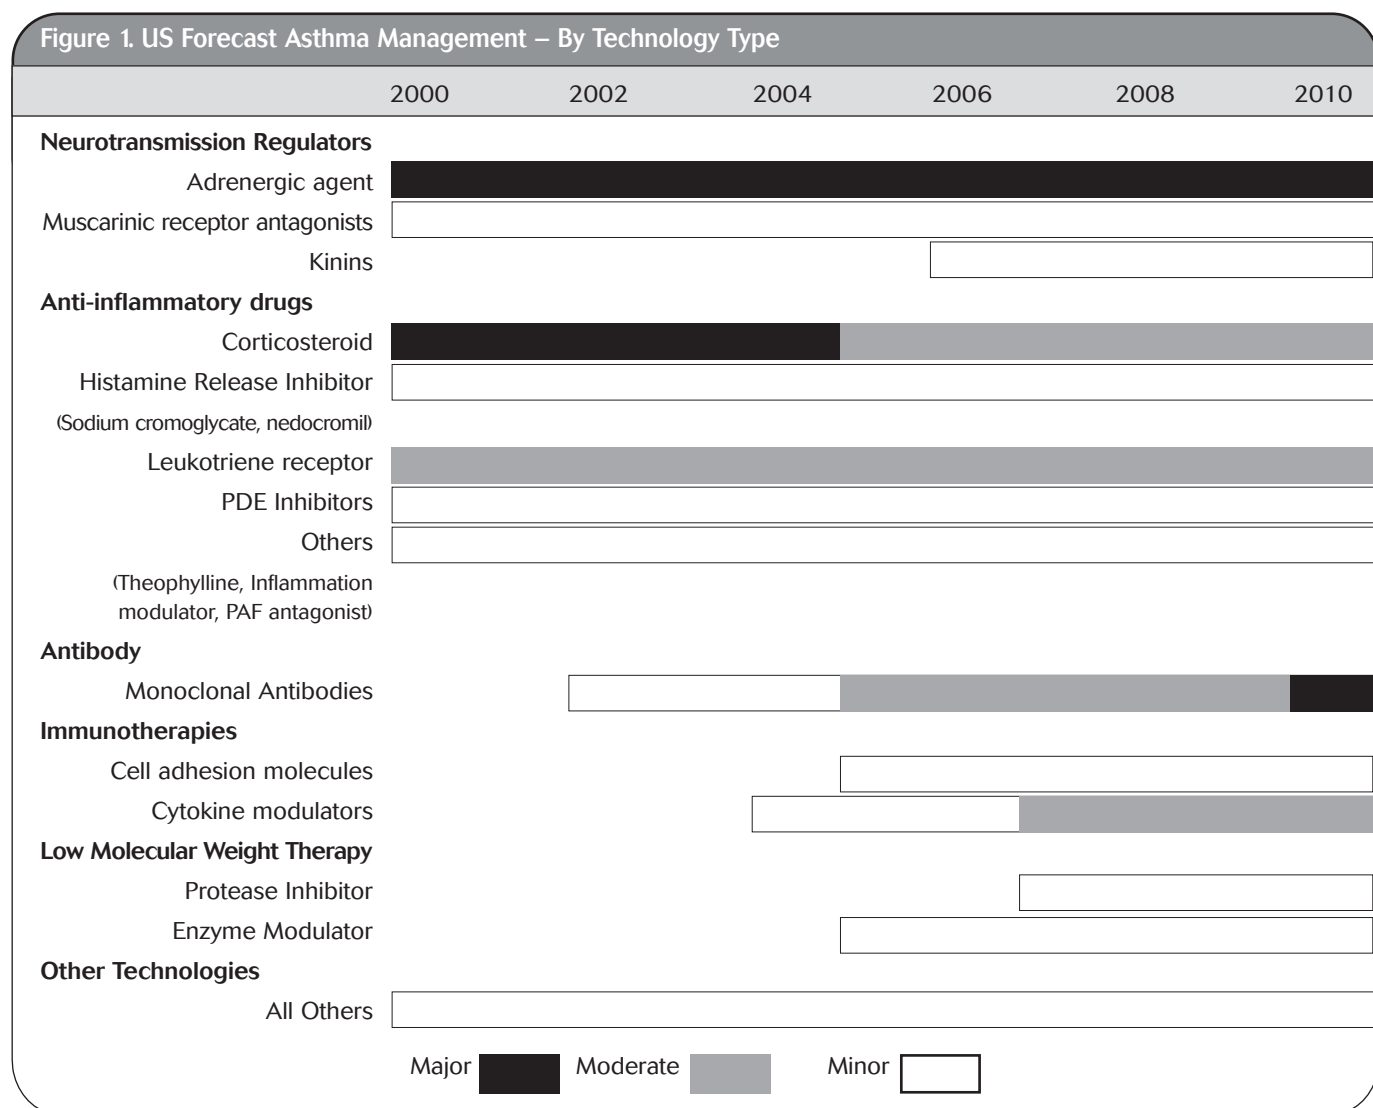 Figure 1. US Forecast Asthma Management – By Technology Type
2000 2002 2004 2006 2008 2010
Neurotransmission Regulators
Adrenergic agent
Muscarinic receptor antagonists
Kinins
Anti-inflammatory drugs
Corticosteroid
Histamine Release Inhibitor
(Sodium cromoglycate, nedocromil)
Leukotriene receptor
PDE Inhibitors
Others
(Theophylline, Inflammation
modulator, PAF antagonist)
Antibody
Monoclonal Antibodies
Immunotherapies
Cell adhesion molecules
Cytokine modulators
Low Molecular Weight Therapy
Protease Inhibitor
Enzyme Modulator
Other Technologies
All Others
Major Moderate Minor